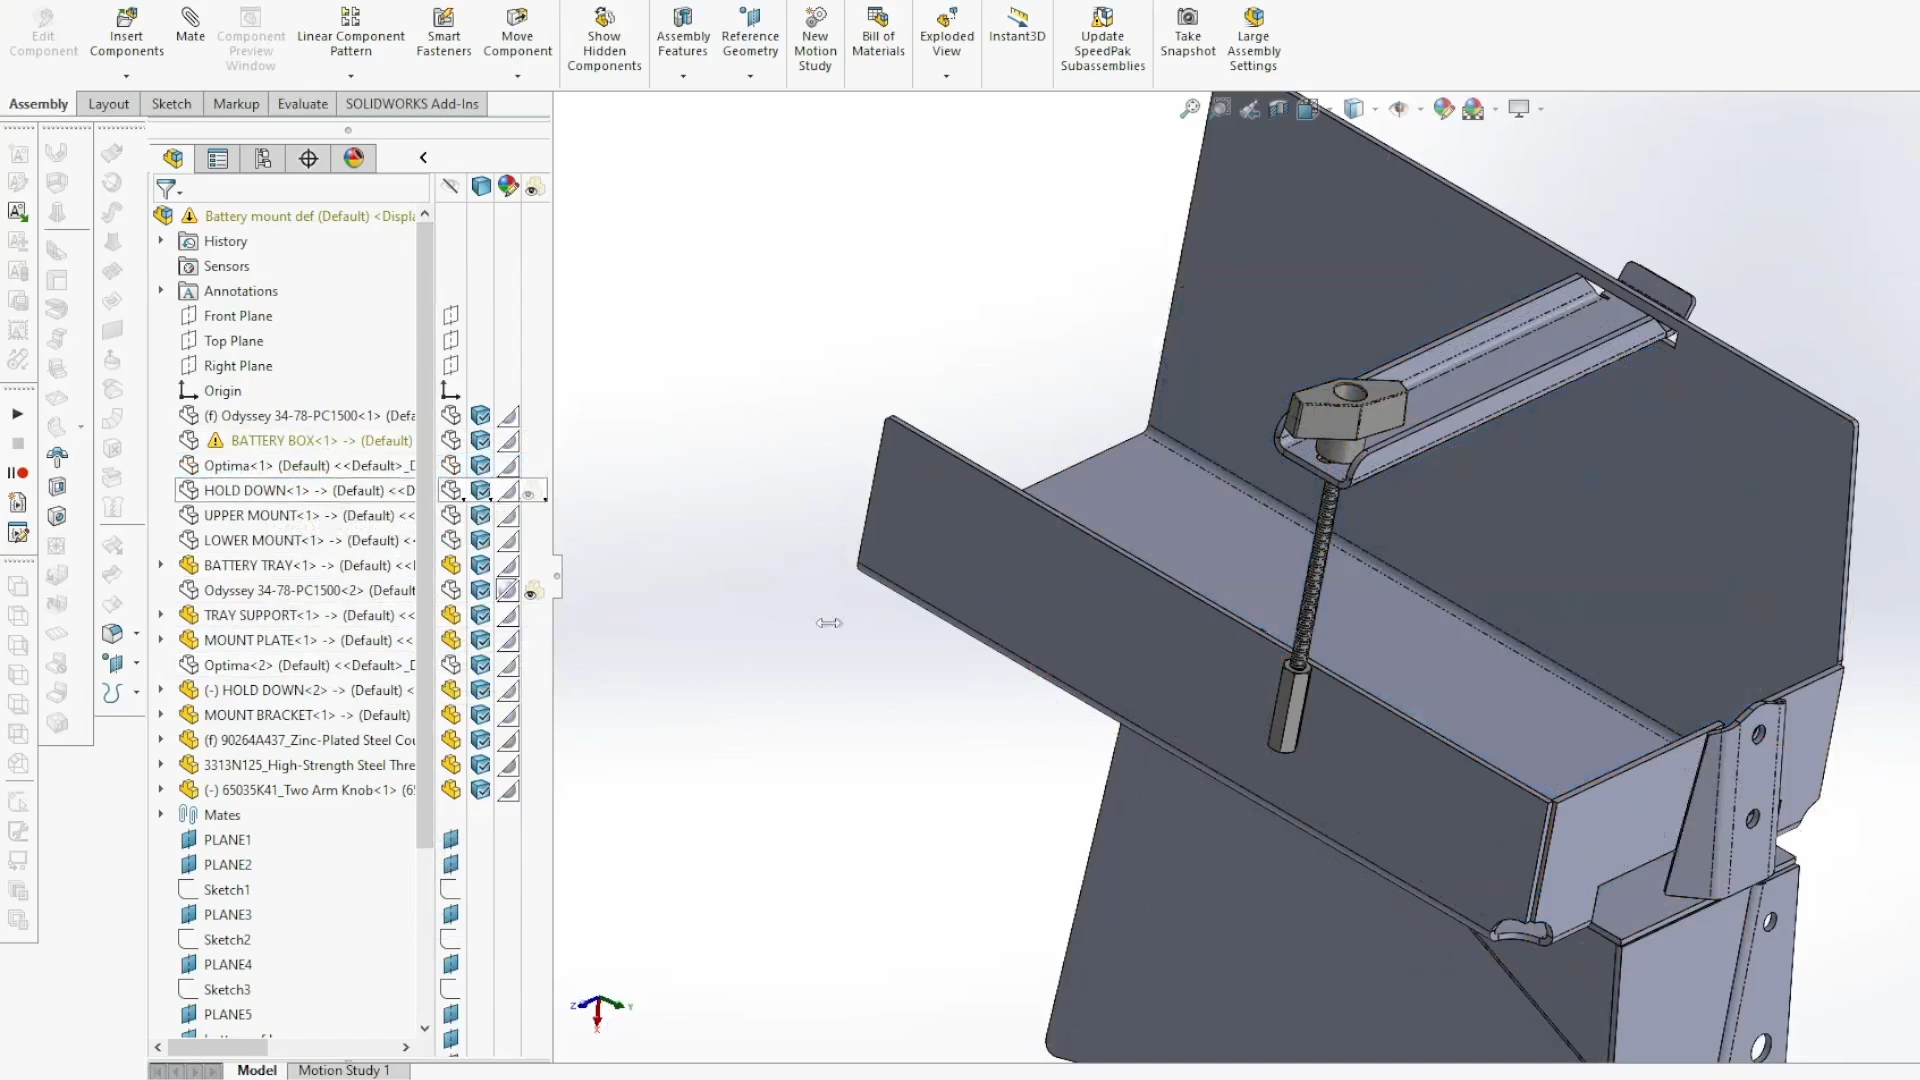 Edit Component
Insert Components
Mate
Component Preview Window
Linear Component Pattern
Smart Fasteners
Move Component
Show Hidden Components
Assembly Features
Reference Geometry
New Motion Study
Bill of Materials
Exploded View
Instant3D
Update SpeedPak Subassemblies
Take Snapshot
Large Assembly Settings
Assembly
Layout
Sketch
Markup
Evaluate
SOLIDWORKS Add-Ins
Battery mount def (Default) <Displa
History
Sensors
Annotations
Front Plane
Top Plane
Right Plane
Origin
(f) Odyssey 34-78-PC1500<1> (Defa
BATTERY BOX<1> -> (Default)
Optima<1> (Default) <<Default>_D
HOLD DOWN<1> -> (Default) <<D
UPPER MOUNT<1> -> (Default) <<
LOWER MOUNT<1> -> (Default) <
BATTERY TRAY<1> -> (Default) <<
Odyssey 34-78-PC1500<2> (Default
TRAY SUPPORT<1> -> (Default) <<
MOUNT PLATE<1> -> (Default) <<
Optima<2> (Default) <<Default>_D
(-) HOLD DOWN<2> -> (Default) <
MOUNT BRACKET<1> -> (Default)
(f) 90264A437_Zinc-Plated Steel Cou
3313N125_High-Strength Steel Thre
(-) 65035K41_Two Arm Knob<1> (6
Mates
PLANE1
PLANE2
Sketch1
PLANE3
Sketch2
PLANE4
Sketch3
PLANE5
Z
Y
X
Model
Motion Study 1